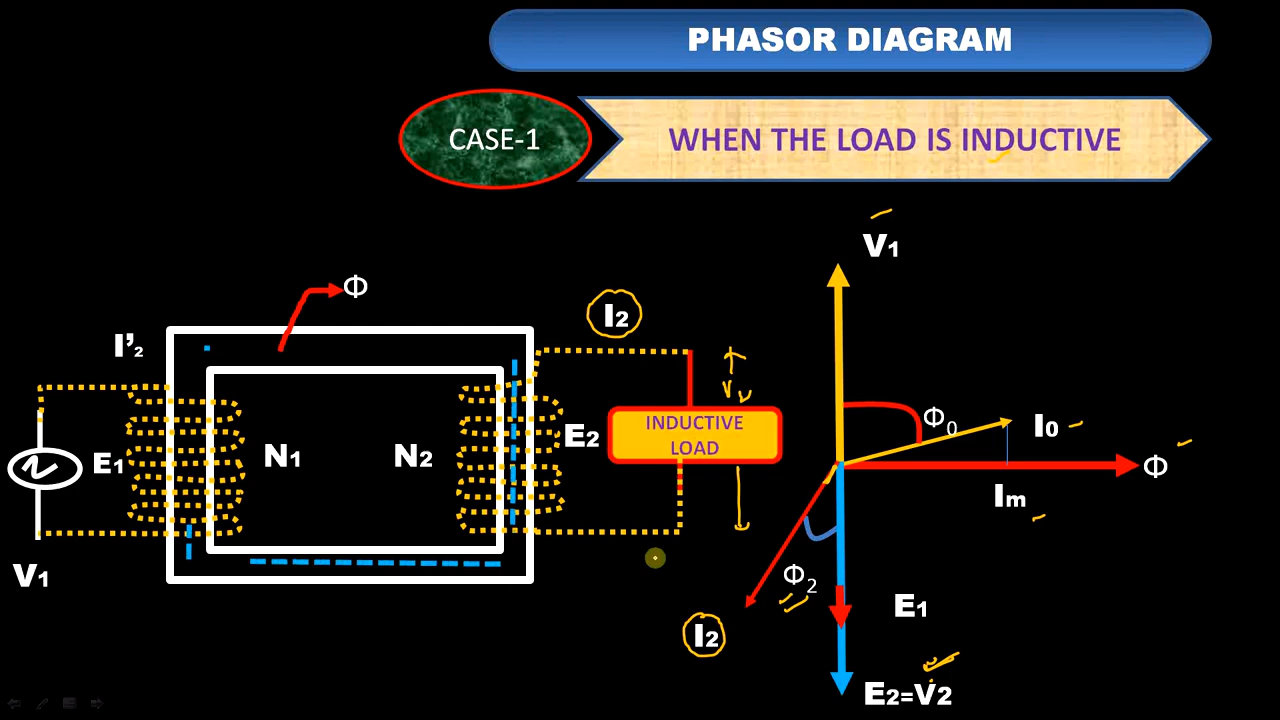 PHASOR DIAGRAM
CASE-1
WHEN THE LOAD IS INDUCTIVE
V1
Φ
I2
I'2
INDUCTIVE
LOAD
E2
E1
N1
N2
V1
Φ0
I0
Φ
Im
Φ2
E1
I2
E2=V2